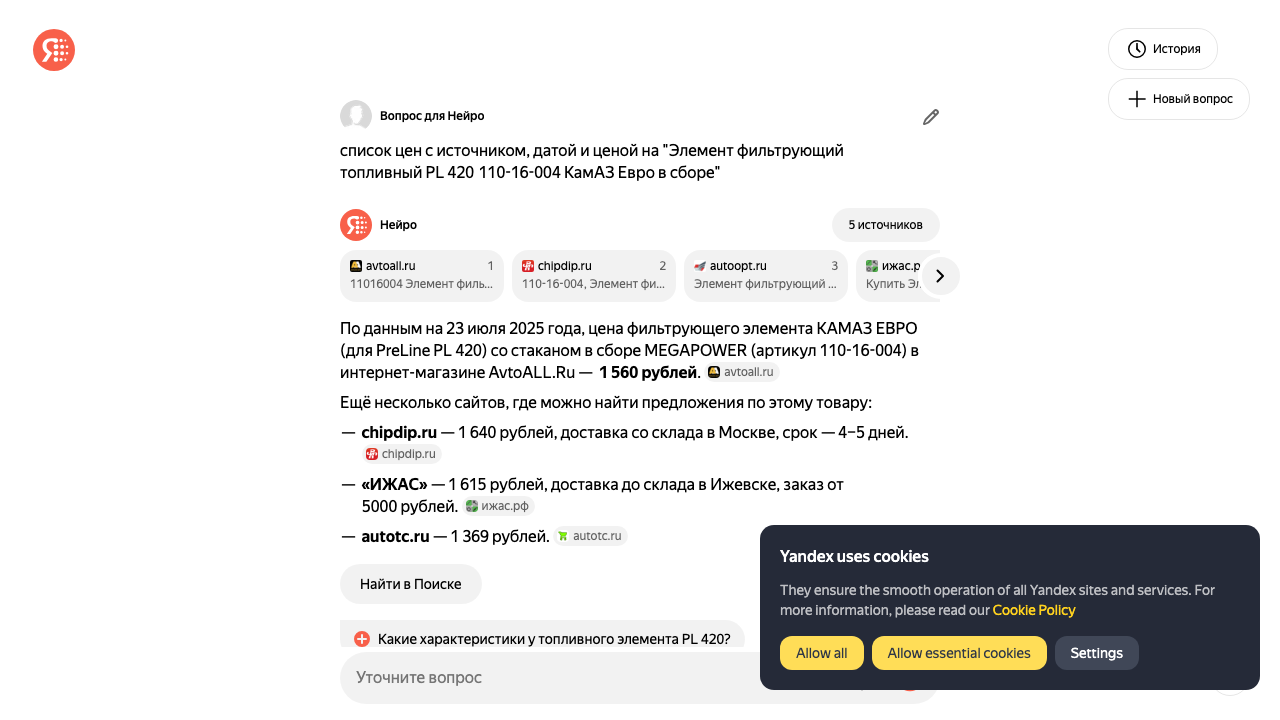 История
Новый вопрос
Вопрос для Нейро
список цен с источником, датой и ценой на "Элемент фильтрующий
топливный PL 420 110-16-004 КамАЗ Евро в сборе"
Нейро
5 источников
avtoall.ru 1
11016004 Элемент филь...
chipdip.ru 2
110-16-004, Элемент фи...
autoopt.ru 3
Элемент фильтрующий ...
ижас.р
Купить Эл
По данным на 23 июля 2025 года, цена фильтрующего элемента КАМАЗ ЕВРО
(для PreLine PL 420) со стаканом в сборе MEGAPOWER (артикул 110-16-004) в
интернет-магазине AvtoALL.Ru — 1 560 рублей. avtoall.ru
Ещё несколько сайтов, где можно найти предложения по этому товару:
— chipdip.ru — 1 640 рублей, доставка со склада в Москве, срок — 4–5 дней.
chipdip.ru
— «ИЖАС» — 1 615 рублей, доставка до склада в Ижевске, заказ от
5000 рублей. ижас.рф
— autotc.ru — 1 369 рублей. autotc.ru
Найти в Поиске
Какие характеристики у топливного элемента PL 420?
Уточните вопрос
Yandex uses cookies
They ensure the smooth operation of all Yandex sites and services. For
more information, please read our Cookie Policy
Allow all
Allow essential cookies
Settings